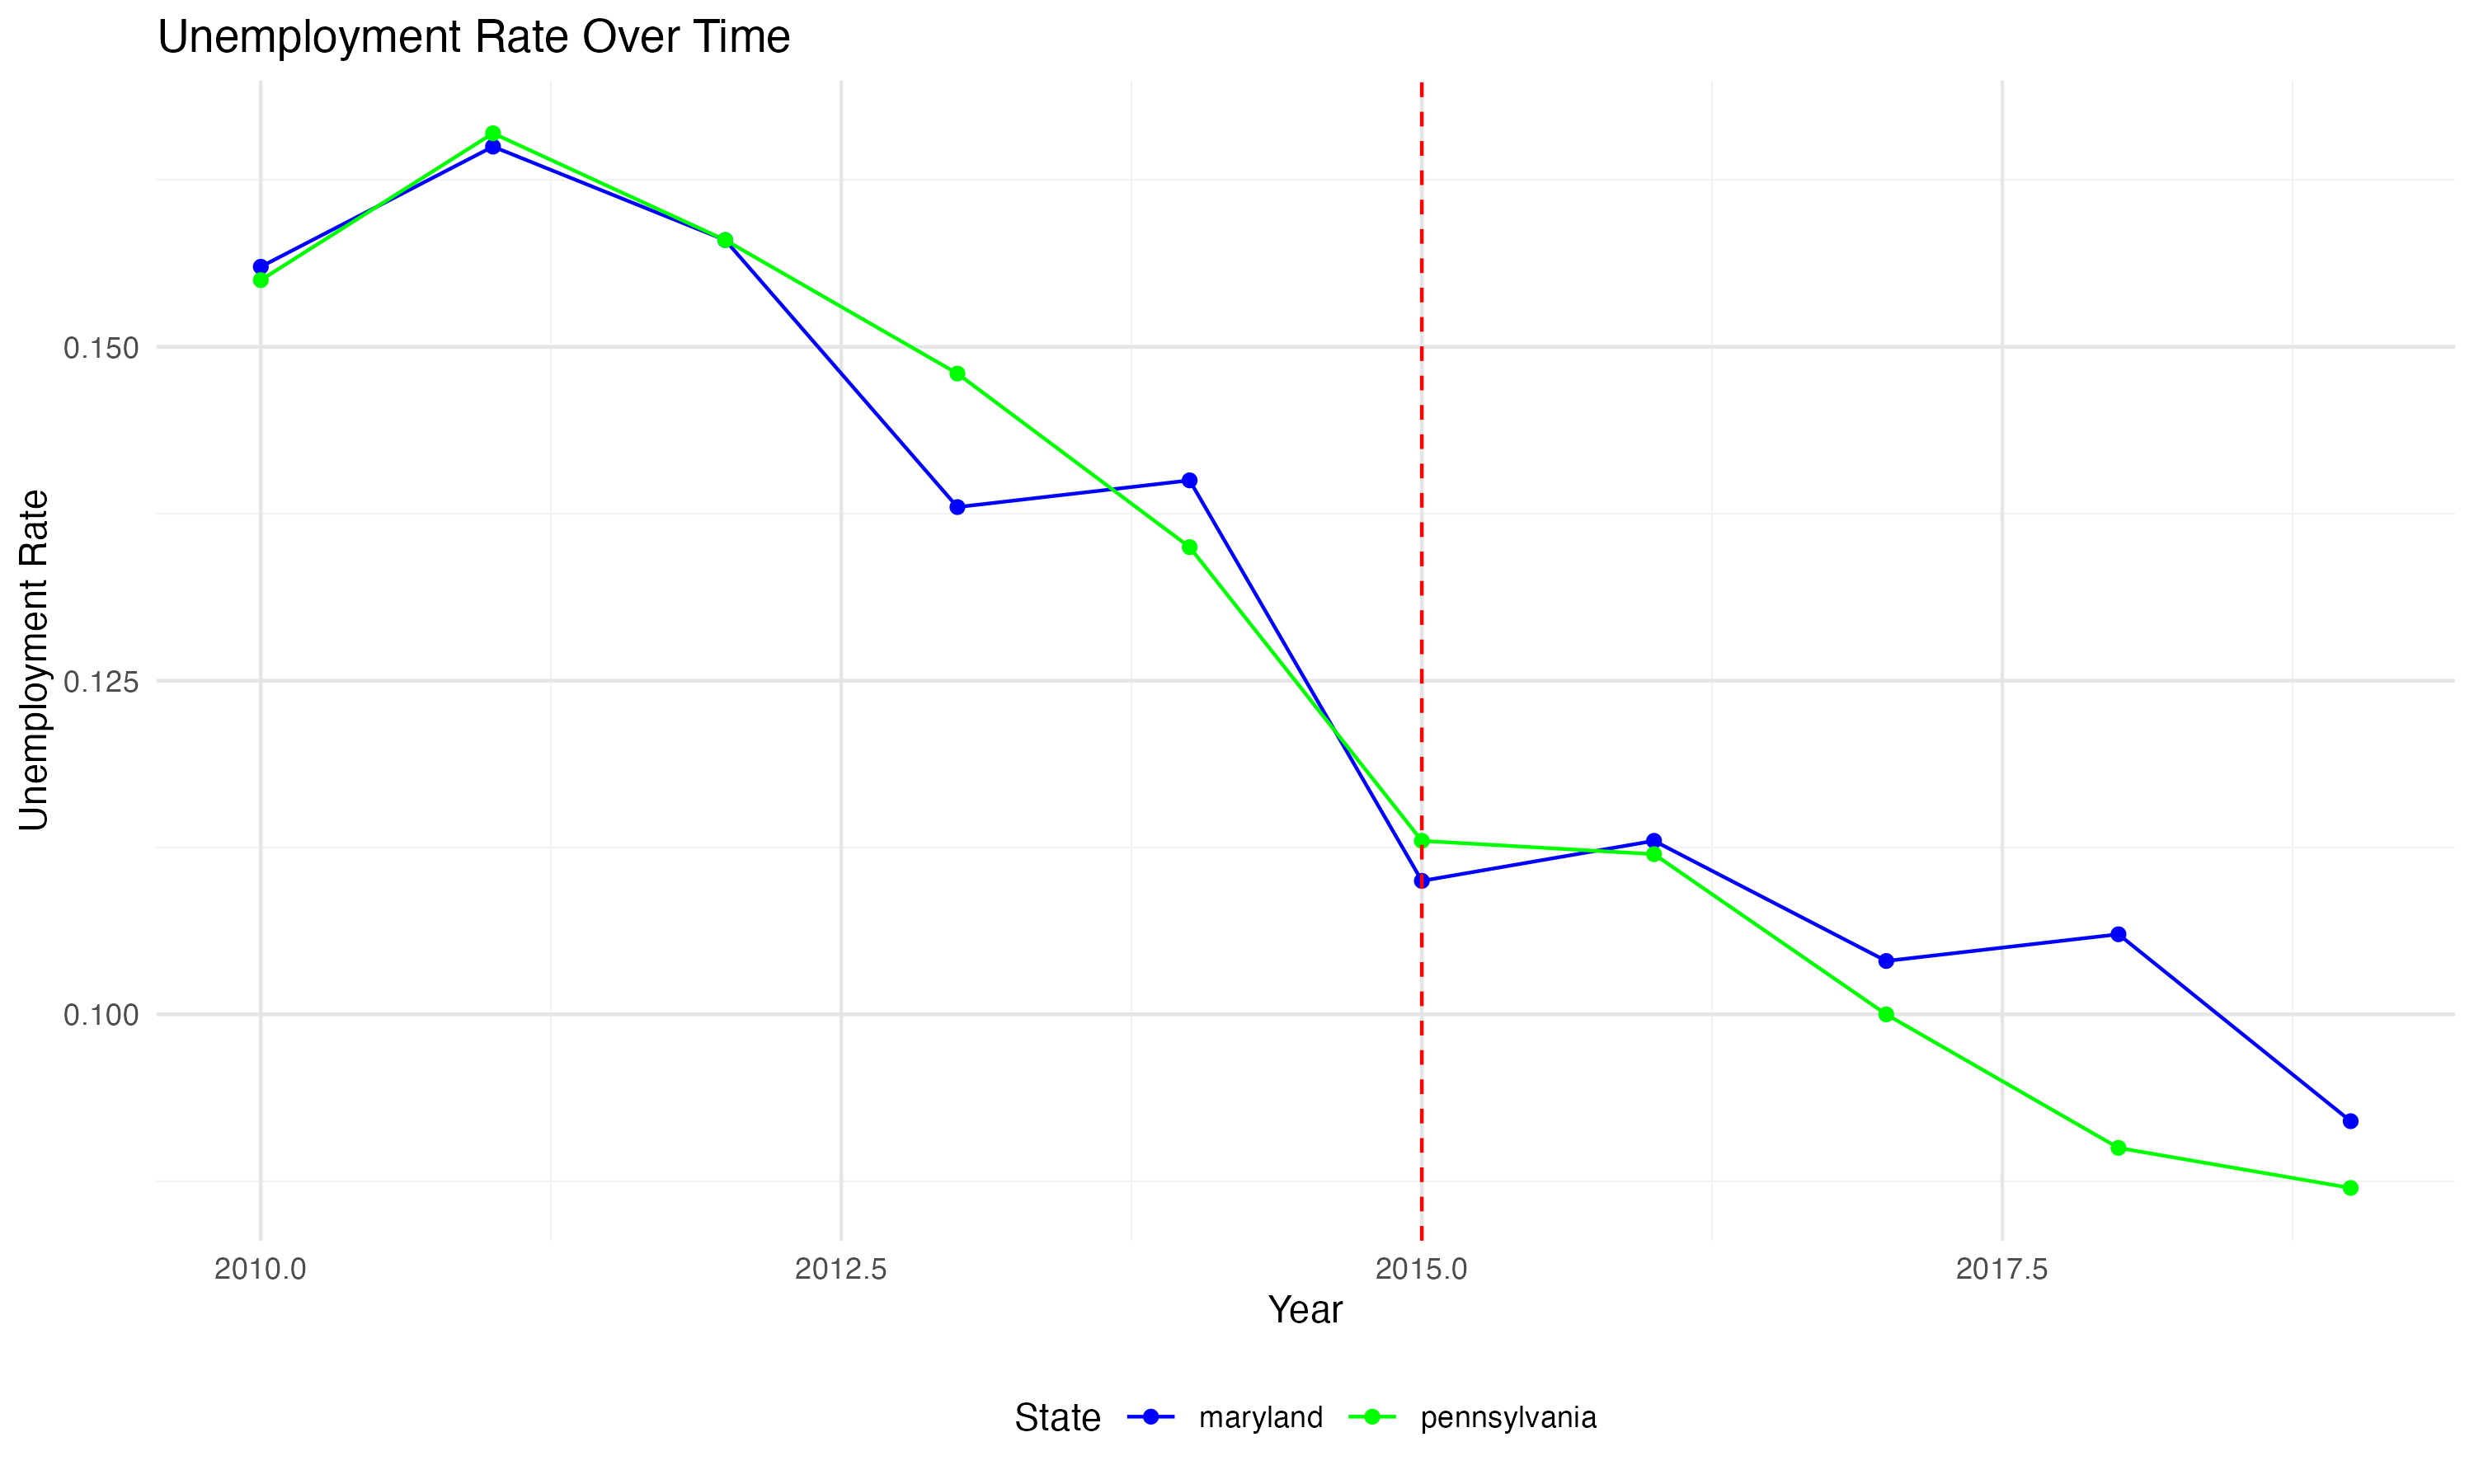 Unemployment Rate Over Time
Unemployment Rate
0.150
0.125
0.100
2010.0 2012.5 2015.0 2017.5
Year
State maryland pennsylvania